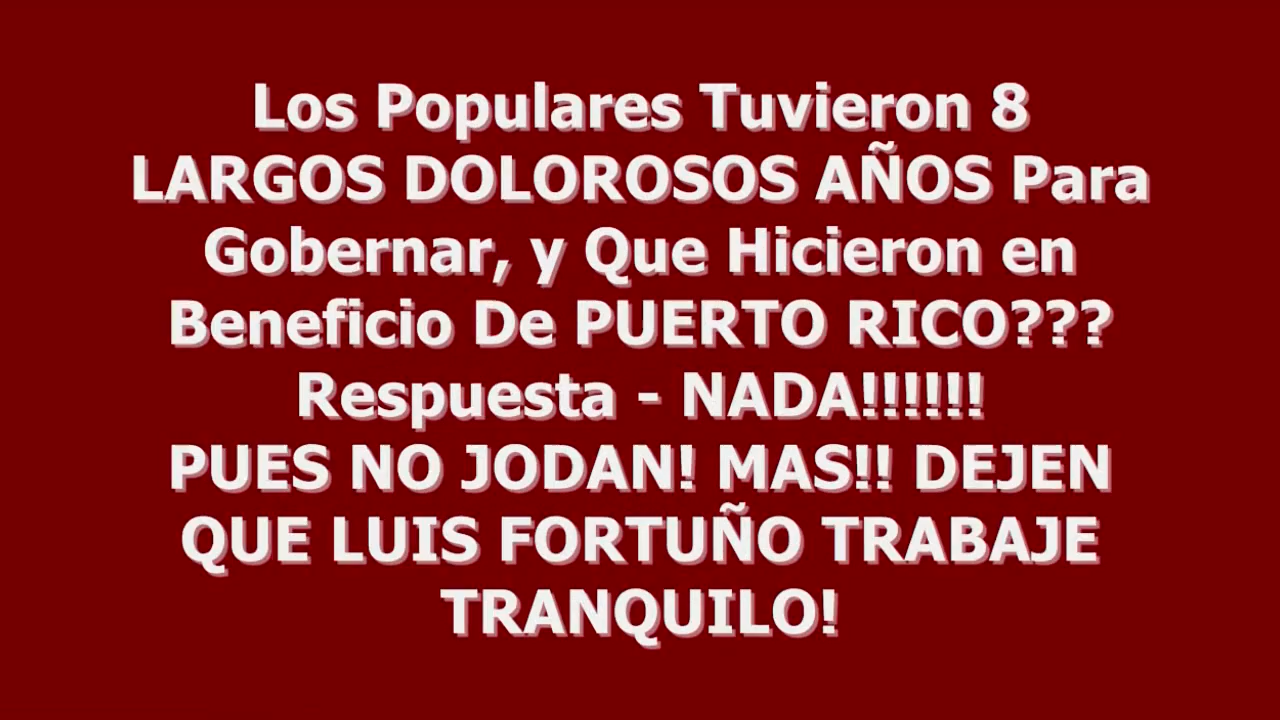 Los Populares Tuvieron 8
LARGOS DOLOROSOS AÑOS Para
Gobernar, y Que Hicieron en
Beneficio De PUERTO RICO???
Respuesta - NADA!!!!!!
PUES NO JODAN! MAS!! DEJEN
QUE LUIS FORTUÑO TRABAJE
TRANQUILO!